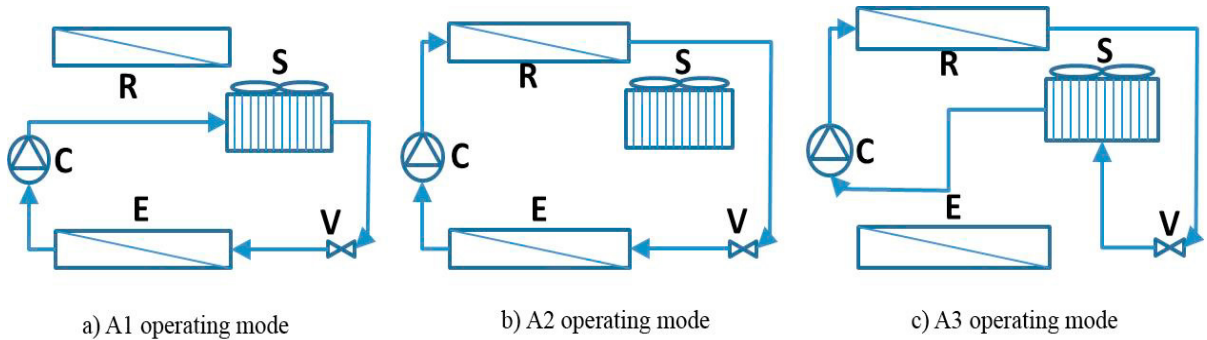 R
S
C
E
V
a) A1 operating mode
R
S
C
E
V
b) A2 operating mode
R
S
C
E
V
c) A3 operating mode